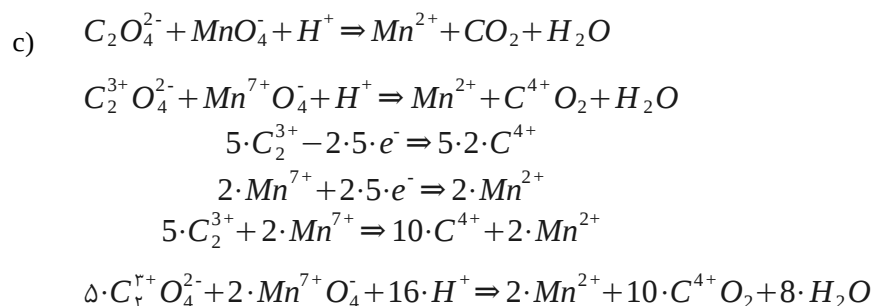 c) C₂O₄²⁻+MnO₄⁻+H⁺⇒Mn²⁺+CO₂+H₂O
C₂³⁺O₄²⁻+Mn⁷⁺O₄⁻+H⁺⇒Mn²⁺+C⁴⁺O₂+H₂O
5·C₂³⁺−2·5·e⁻⇒5·2·C⁴⁺
2·Mn⁷⁺+2·5·e⁻⇒2·Mn²⁺
5·C₂³⁺+2·Mn⁷⁺⇒10·C⁴⁺+2·Mn²⁺
۵·C۲^۳⁺O₄²⁻+2·Mn⁷⁺O₄⁻+16·H⁺⇒2·Mn²⁺+10·C⁴⁺O₂+8·H₂O